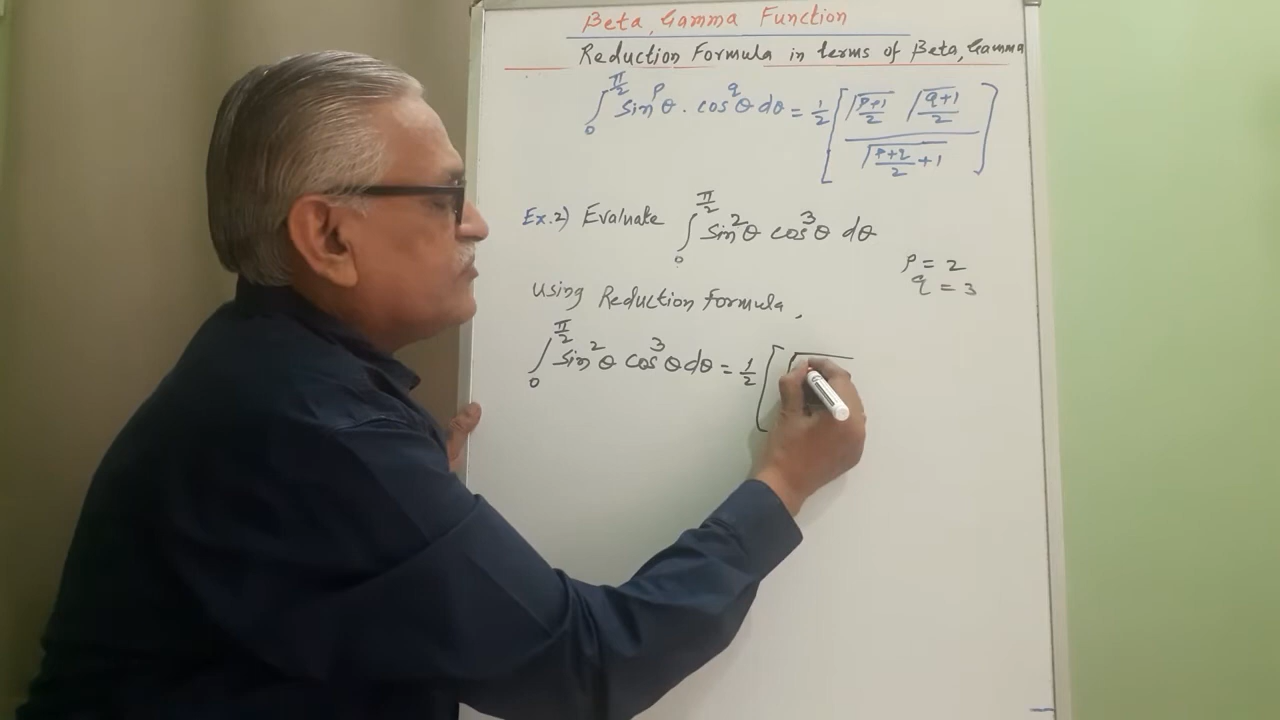 Beta, Gamma Function
Reduction Formula in terms of Beta, Gamma
∫₀^{π/2} sin^p θ . cos^q θ dθ = 1/2 [ (Γ(p+1)/2 Γ(q+1)/2) / (Γ(p+q)/2 + 1) ]
Ex.2) Evaluate ∫₀^{π/2} sin²θ cos³θ dθ
p = 2
q = 3
Using Reduction Formula,
∫₀^{π/2} sin²θ cos³θ dθ = 1/2 [ Γ